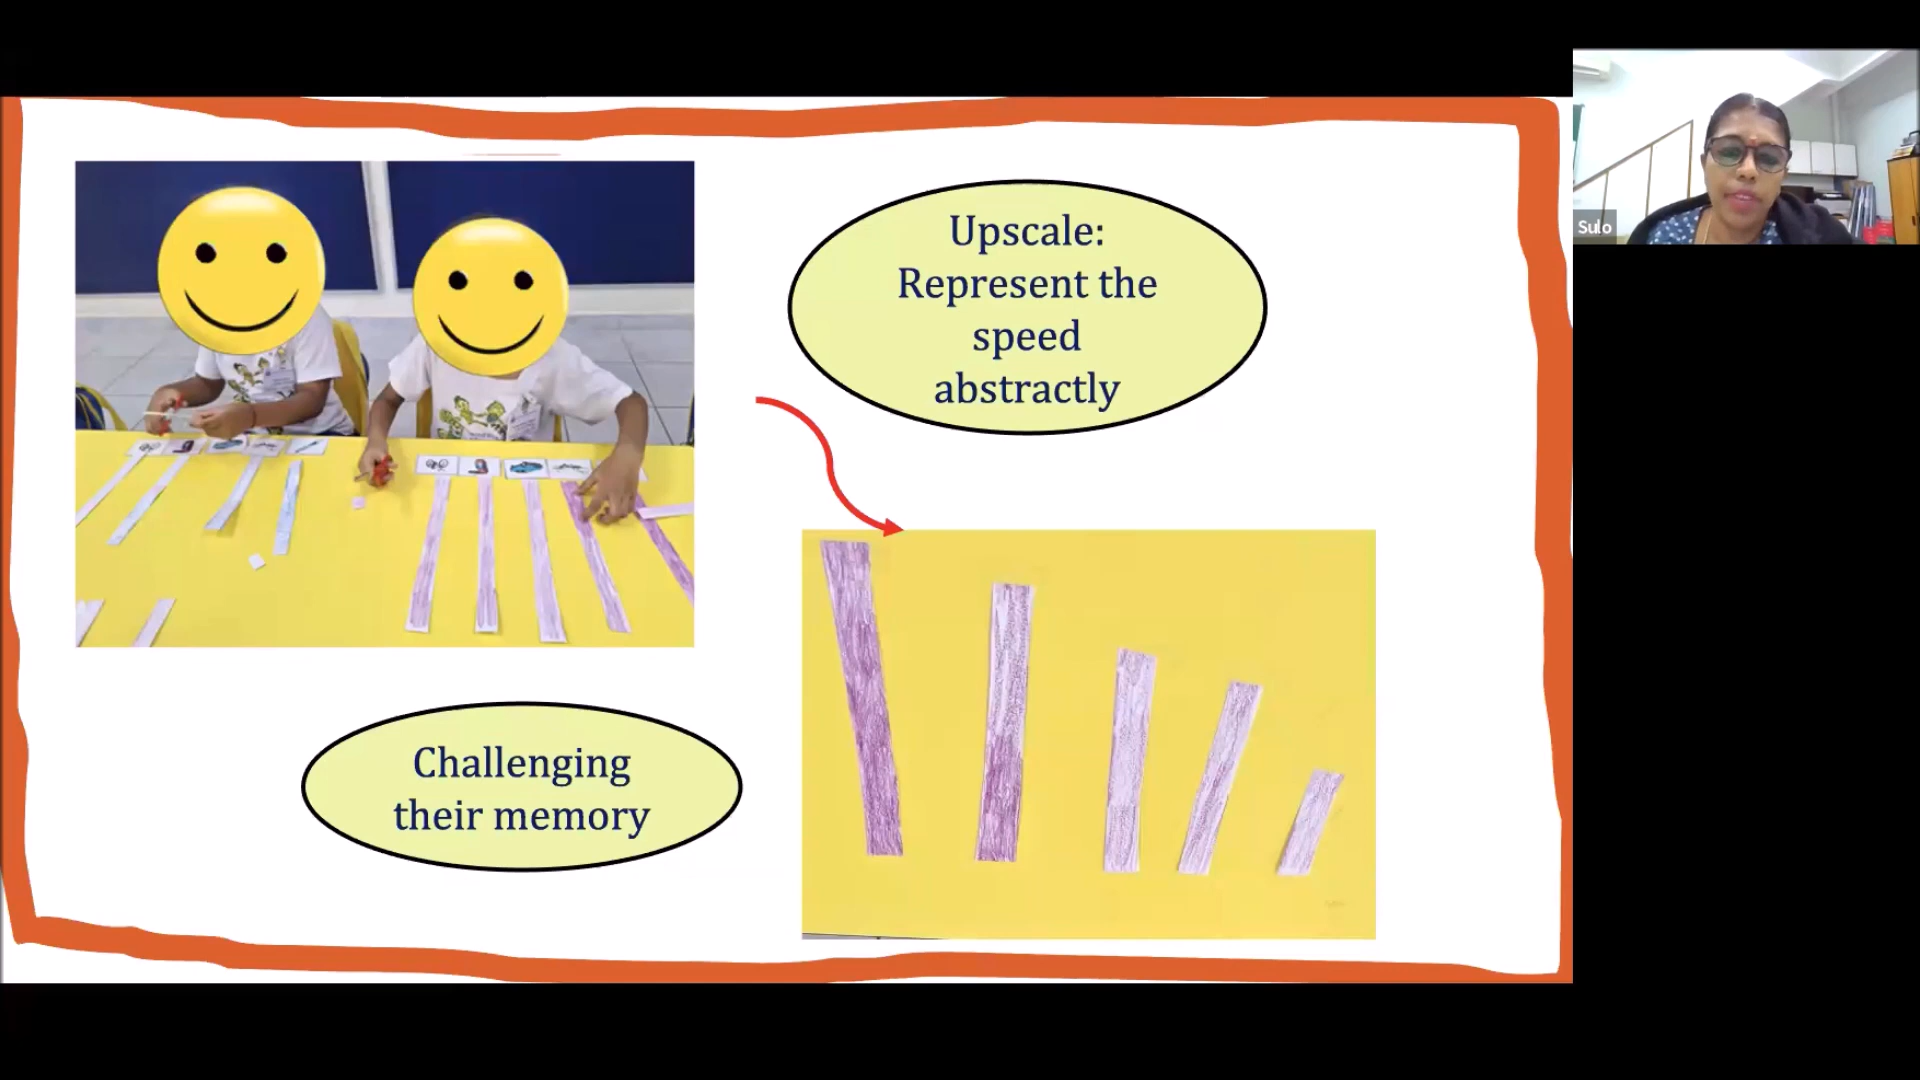 Upscale:
Represent the
speed
abstractly
Challenging
their memory
Sulo